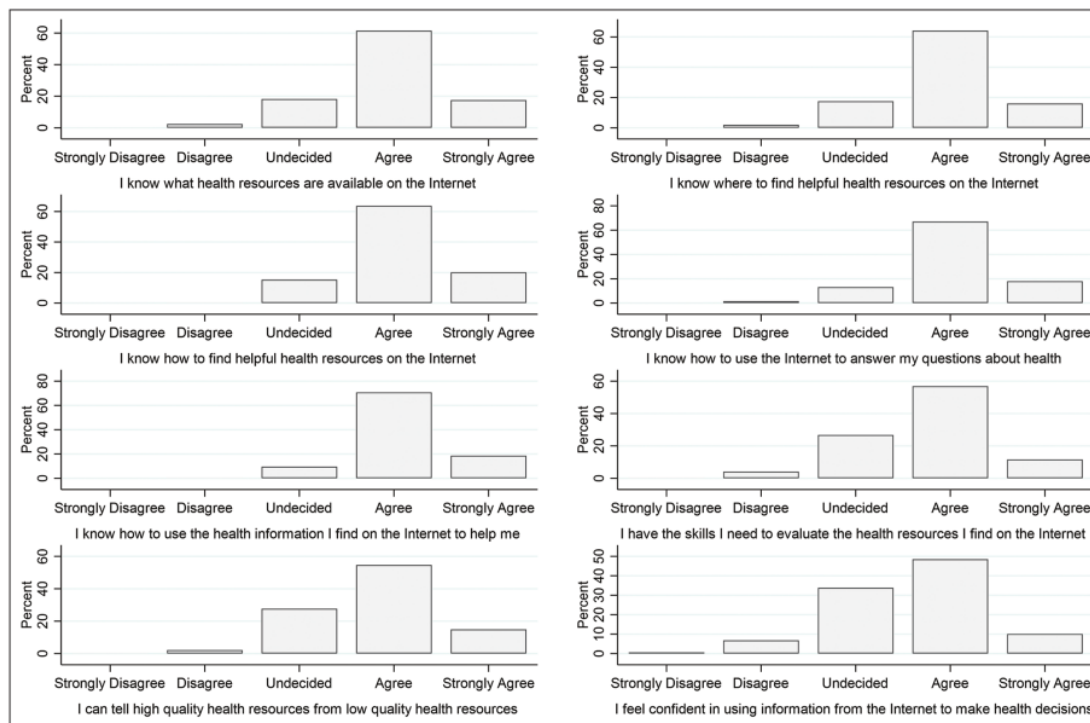 Percent
0 20 40 60
Strongly Disagree Disagree Undecided Agree Strongly Agree
I know what health resources are available on the Internet
Percent
0 20 40 60
Strongly Disagree Disagree Undecided Agree Strongly Agree
I know where to find helpful health resources on the Internet
Percent
0 20 40 60
Strongly Disagree Disagree Undecided Agree Strongly Agree
I know how to find helpful health resources on the Internet
Percent
0 20 40 60 80
Strongly Disagree Disagree Undecided Agree Strongly Agree
I know how to use the Internet to answer my questions about health
Percent
0 20 40 60 80
Strongly Disagree Disagree Undecided Agree Strongly Agree
I know how to use the health information I find on the Internet to help me
Percent
0 20 40 60
Strongly Disagree Disagree Undecided Agree Strongly Agree
I have the skills I need to evaluate the health resources I find on the Internet
Percent
0 20 40 60
Strongly Disagree Disagree Undecided Agree Strongly Agree
I can tell high quality health resources from low quality health resources
Percent
0 10 20 30 40 50
Strongly Disagree Disagree Undecided Agree Strongly Agree
I feel confident in using information from the Internet to make health decisions